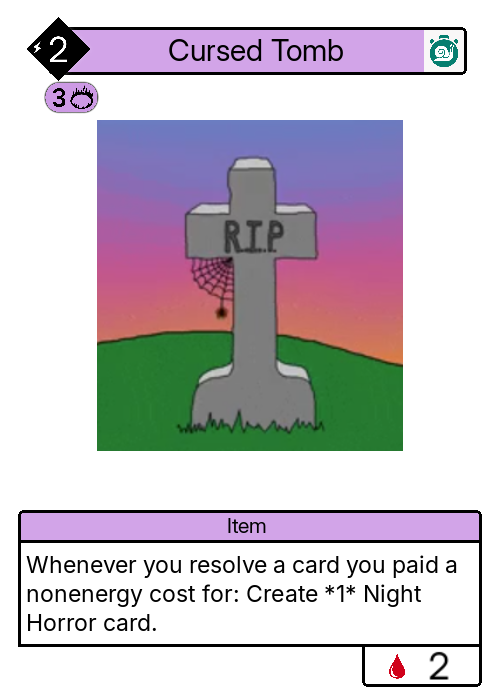 2 Cursed Tomb
3
R.I.P
Item
Whenever you resolve a card you paid a
nonenergy cost for: Create *1* Night
Horror card.
2